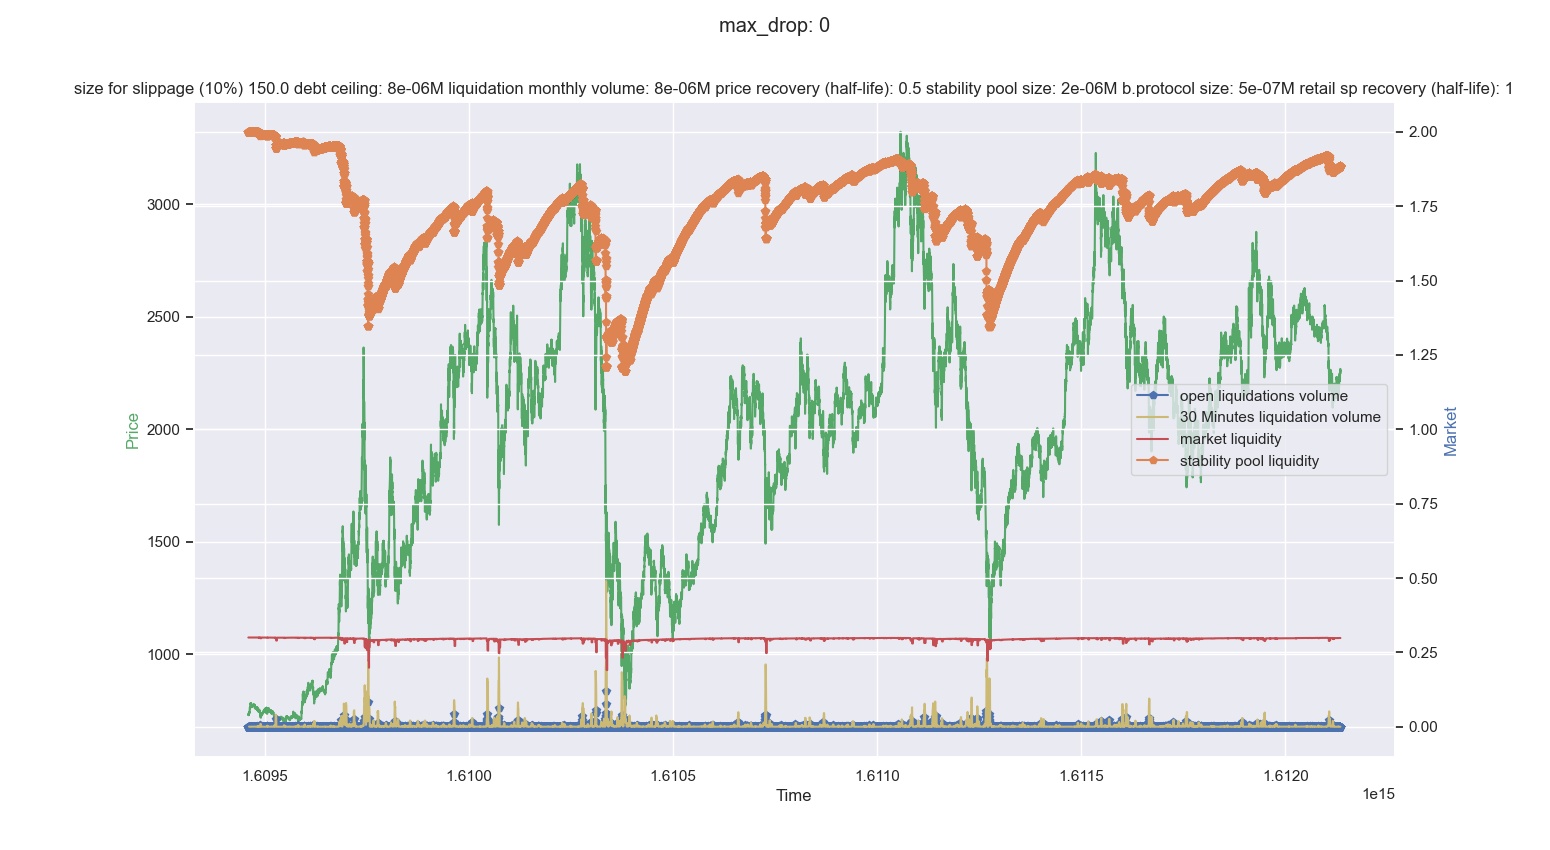 max_drop: 0
size for slippage (10%) 150.0 debt ceiling: 8e-06M liquidation monthly volume: 8e-06M price recovery (half-life): 0.5 stability pool size: 2e-06M b.protocol size: 5e-07M retail sp recovery (half-life): 1
Price
3000
2500
2000
1500
1000
2.00
1.75
1.50
1.25
1.00
0.75
0.50
0.25
0.00
Market
open liquidations volume
30 Minutes liquidation volume
market liquidity
stability pool liquidity
1.6095 1.6100 1.6105 1.6110 1.6115 1.6120
Time
1e15